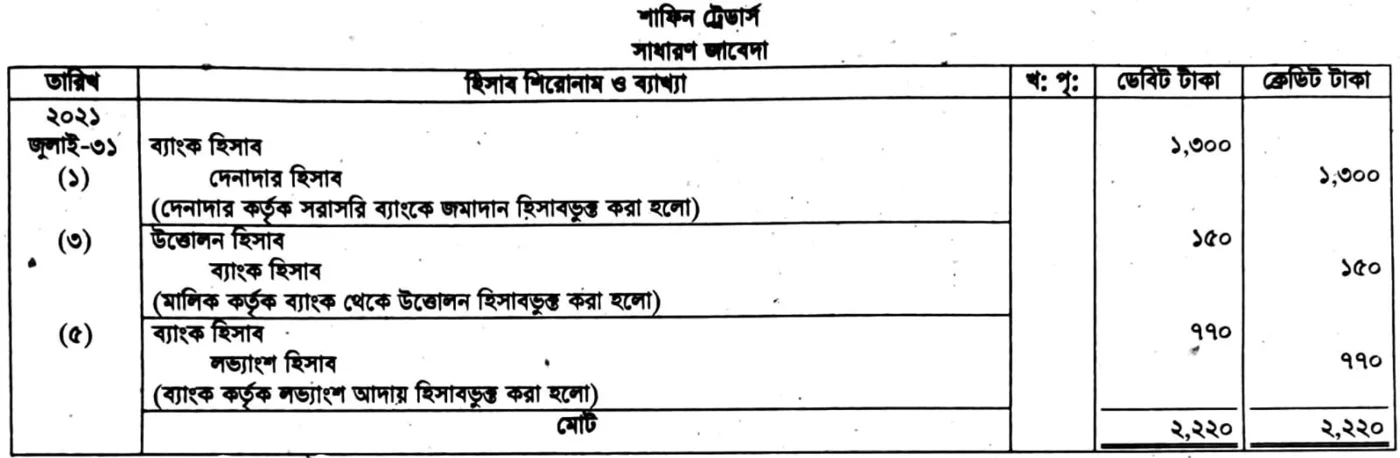 শাফিন ট্রেডার্স
সাধারণ জাবেদা
তারিখ হিসাব শিরোনাম ও ব্যাখ্যা খ: পৃ: ডেবিট টাকা ক্রেডিট টাকা
২০২১
জুলাই-৩১ ব্যাংক হিসাব ১,৩০০
(১) দেনাদার হিসাব ১,৩০০
(দেনাদার কর্তৃক সরাসরি ব্যাংকে জমাদান হিসাবভুক্ত করা হলো)
(৩) উত্তোলন হিসাব ১৫০
ব্যাংক হিসাব ১৫০
(মালিক কর্তৃক ব্যাংক থেকে উত্তোলন হিসাবভুক্ত করা হলো)
(৫) ব্যাংক হিসাব ৭৭০
লভ্যাংশ হিসাব ৭৭০
(ব্যাংক কর্তৃক লভ্যাংশ আদায় হিসাবভুক্ত করা হলো)
মোট ২,২২০ ২,২২০